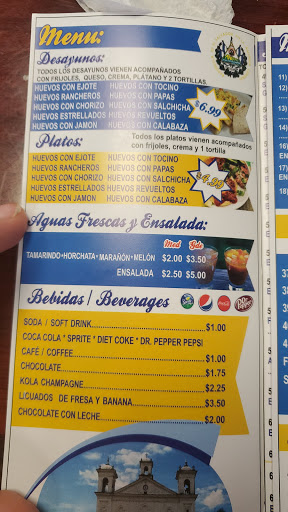 Menu:
Desayunos:
TODOS LOS DESAYUNOS VIENEN ACOMPAÑADOS
CON FRIJOLES, QUESO, CREMA, PLÁTANO Y 2 TORTILLAS.
HUEVOS CON EJOTE HUEVOS CON TOCINO
HUEVOS RANCHEROS HUEVOS CON PAPAS
HUEVOS CON CHORIZO HUEVOS CON SALCHICHA
HUEVOS ESTRELLADOS HUEVOS REVUELTOS
HUEVOS CON JAMON HUEVOS CON CALABAZA
$6.99
Platos:
Todos los platos vienen acompañados
con frijoles, crema y 1 tortilla
HUEVOS CON EJOTE HUEVOS CON TOCINO
HUEVOS RANCHEROS HUEVOS CON PAPAS
HUEVOS CON CHORIZO HUEVOS CON SALCHICHA
HUEVOS ESTRELLADOS HUEVOS REVUELTOS
HUEVOS CON JAMON HUEVOS CON CALABAZA
Aguas Frescas y Ensalada:
Med Gde
TAMARINDO•HORCHATA•MARAÑON•MELÓN $2.00 $3.50
ENSALADA $2.50 $5.00
Bebidas / Beverages
pepsi
Dr Pepper
SODA / SOFT DRINK $1.00
COCA COLA * SPRITE * DIET COKE * DR. PEPPER PEPSI
CAFÉ / COFFEE $1.00
CHOCOLATE $1.75
KOLA CHAMPAGNE $2.25
LICUADOS DE FRESA Y BANANA $3.50
CHOCOLATE CON LECHE $2.00